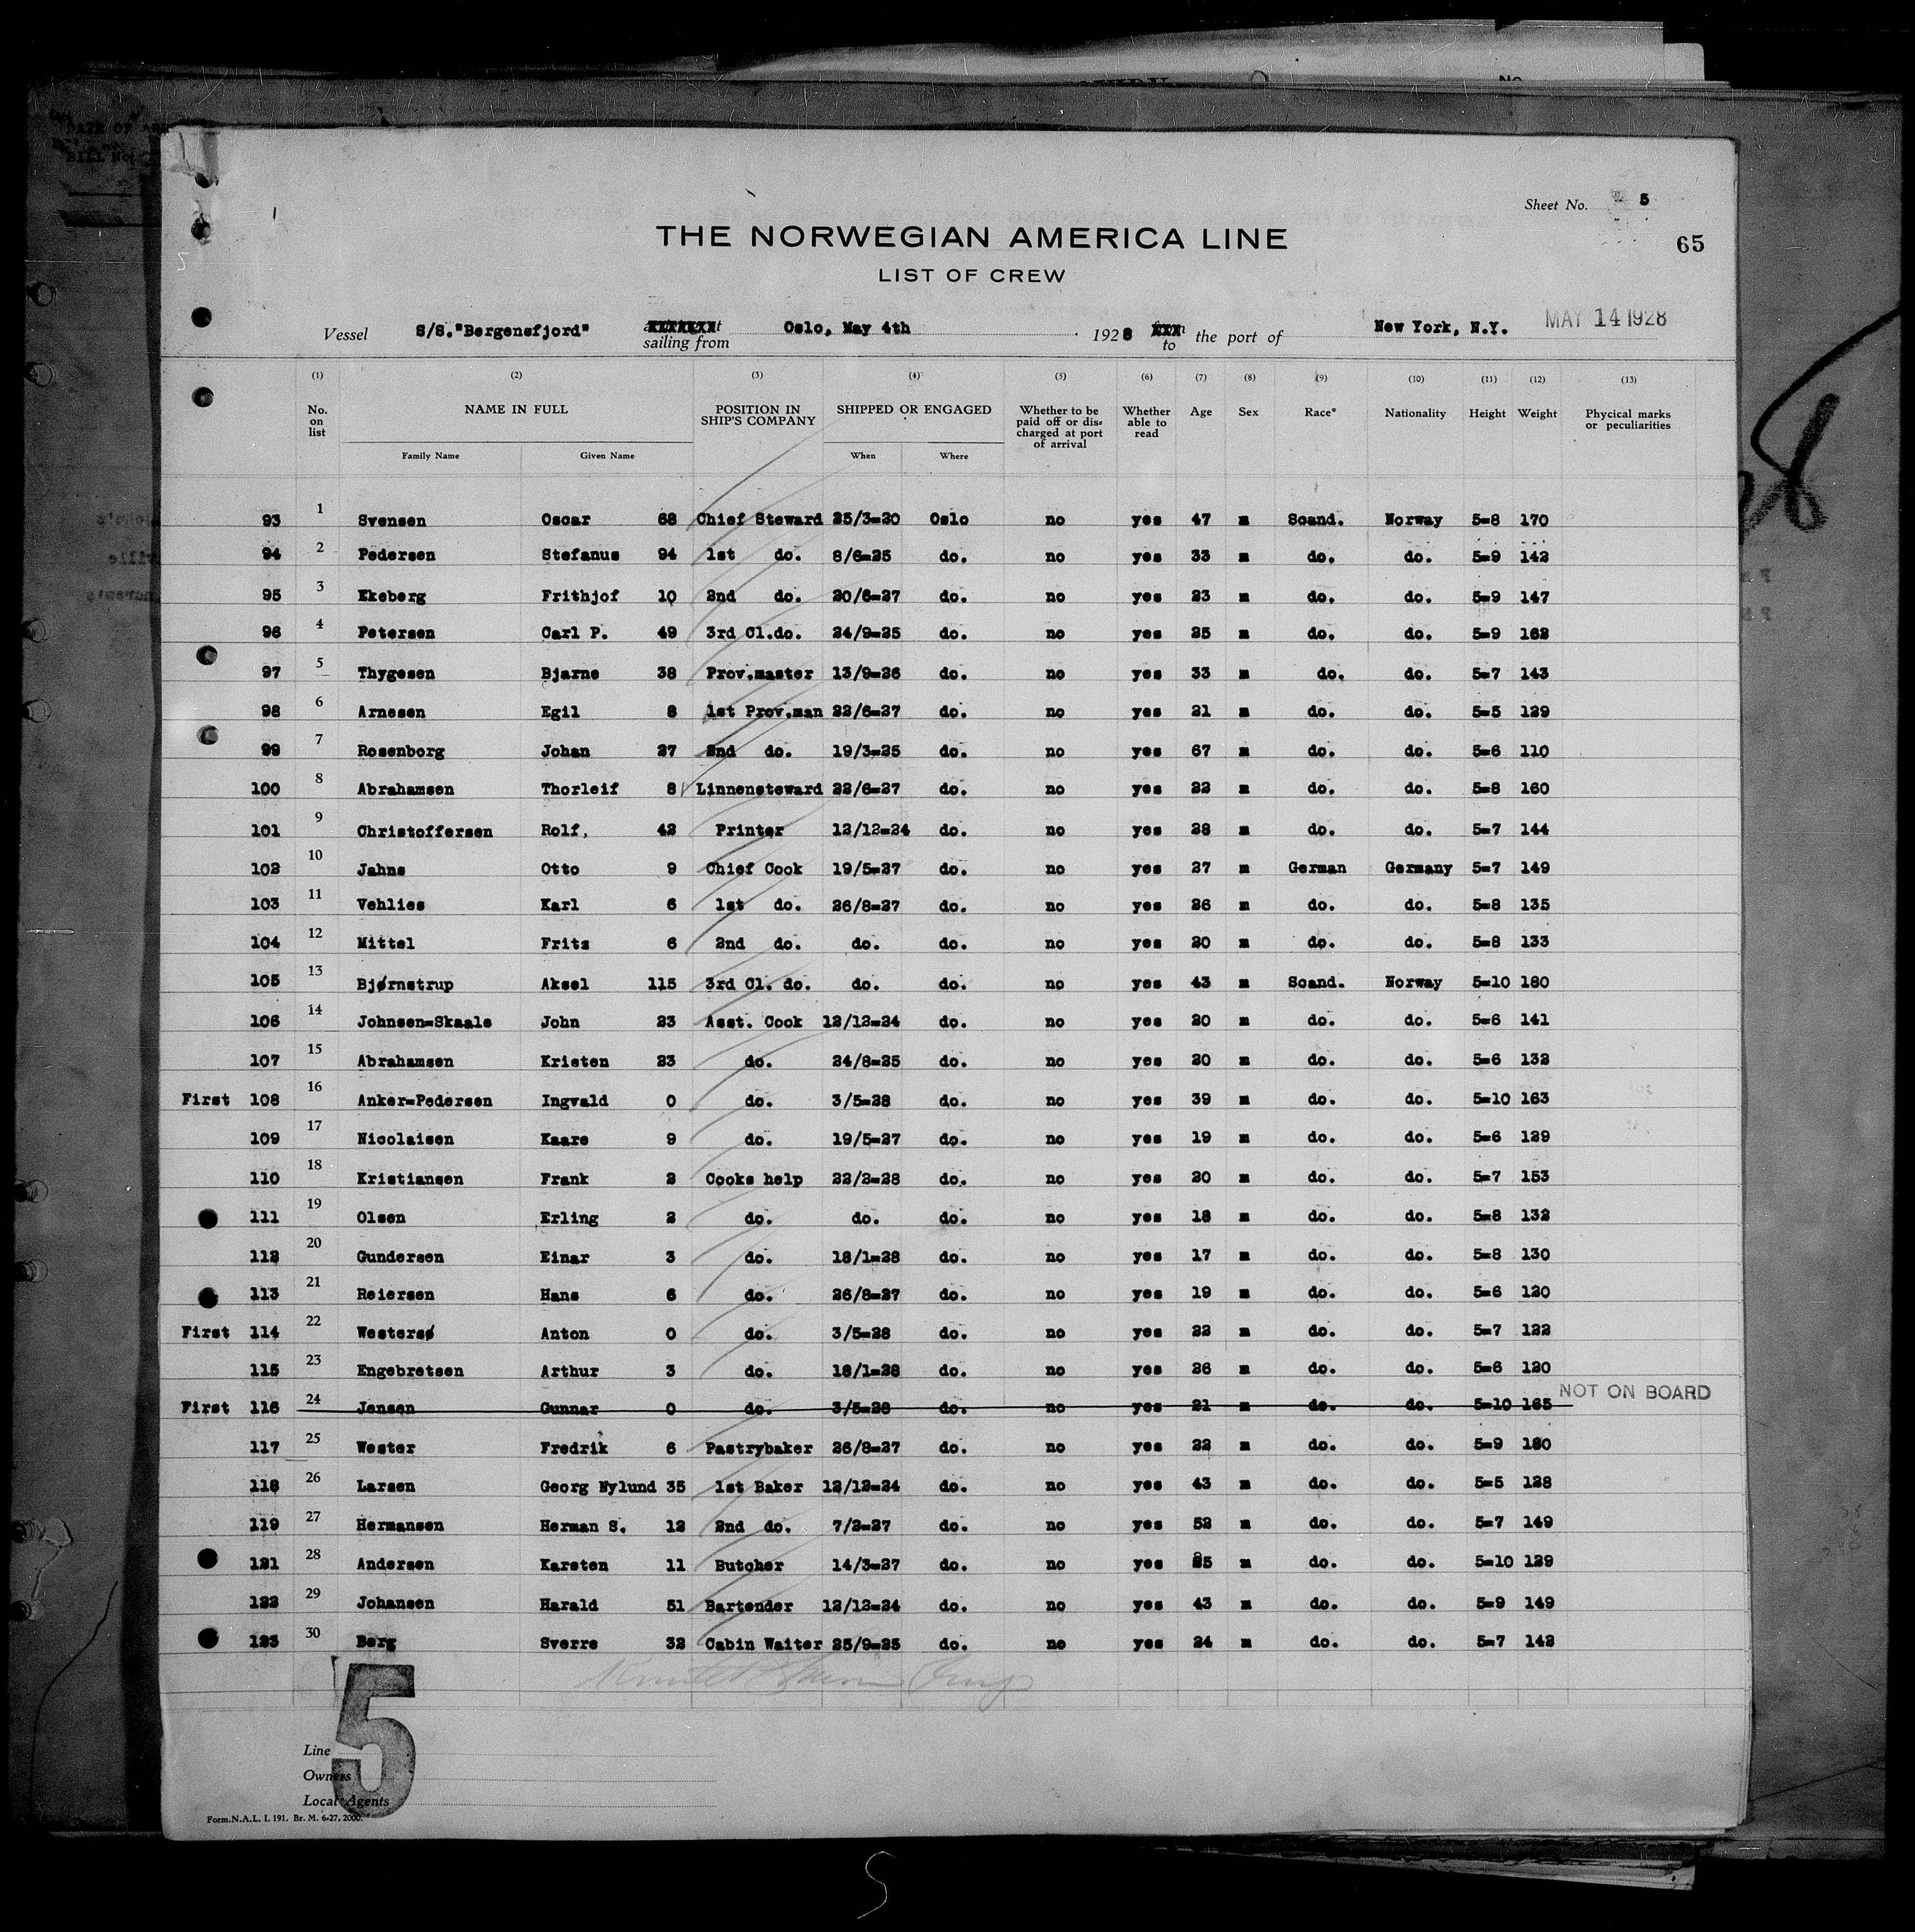 Sheet No. 5
THE NORWEGIAN AMERICA LINE
65
LIST OF CREW
Vessel S/S."Bergensfjord" sailing from Oslo, May 4th 1928 to the port of New York, N.Y. MAY 14 1928
(1) (2) (3) (4) (5) (6) (7) (8) (9) (10) (11) (12) (13)
No. on list NAME IN FULL POSITION IN SHIP'S COMPANY SHIPPED OR ENGAGED Whether to be paid off or discharged at port of arrival Whether able to read Age Sex Race* Nationality Height Weight Phycical marks or peculiarities
Family Name Given Name When Where
93 1 Svensen Oscar 68 Chief Steward 25/3=20 Oslo no yes 47 m Scand. Norway 5=8 170
94 2 Pedersen Stefanus 94 1st do. 8/6=25 do. no yes 33 m do. do. 5=9 142
95 3 Ekeberg Frithjof 10 2nd do. 20/6=27 do. no yes 23 m do. do. 5=9 147
96 4 Petersen Carl P. 49 3rd Cl.do. 24/9=25 do. no yes 25 m do. do. 5=9 162
97 5 Thygesen Bjarne 38 Prov.master 13/9=26 do. no yes 33 m do. do. 5=7 143
98 6 Arnesen Egil 8 1st Prov.man 22/6=27 do. no yes 21 m do. do. 5=5 129
99 7 Rosenborg Johan 27 2nd do. 19/3=25 do. no yes 67 m do. do. 5=6 110
100 8 Abrahamsen Thorleif 8 Linnensteward 22/6=27 do. no yes 22 m do. do. 5=8 160
101 9 Christoffersen Rolf, 42 Printer 12/12=24 do. no yes 28 m do. do. 5=7 144
102 10 Jahns Otto 9 Chief Cook 19/5=27 do. no yes 27 m German Germany 5=7 149
103 11 Vehlies Karl 6 1st do. 26/8=27 do. no yes 26 m do. do. 5=8 135
104 12 Mittel Fritz 6 2nd do. do. do. no yes 20 m do. do. 5=8 133
105 13 Bjørnstrup Aksel 115 3rd Cl. do. do. do. no yes 43 m Scand. Norway 5=10 180
106 14 Johnsen=Skaale John 23 Asst. Cook 12/12=24 do. no yes 20 m do. do. 5=6 141
107 15 Abrahamsen Kristen 23 do. 24/8=25 do. no yes 20 m do. do. 5=6 132
First 108 16 Anker=Pedersen Ingvald 0 do. 3/5=28 do. no yes 39 m do. do. 5=10 163
109 17 Nicolaisen Kaare 9 do. 19/5=27 do. no yes 19 m do. do. 5=6 129
110 18 Kristiansen Frank 2 Cooks help 22/2=28 do. no yes 20 m do. do. 5=7 153
111 19 Olsen Erling 2 do. do. do. no yes 18 m do. do. 5=8 132
112 20 Gundersen Einar 3 do. 18/1=28 do. no yes 17 m do. do. 5=8 130
113 21 Reiersen Hans 6 do. 26/8=27 do. no yes 19 m do. do. 5=6 120
First 114 22 Westersø Anton 0 do. 3/5=28 do. no yes 22 m do. do. 5=7 122
115 23 Engebretsen Arthur 3 do. 18/1=28 do. no yes 26 m do. do. 5=6 120
First 116 24 Jensen Gunnar 0 do. 3/5=28 do. no yes 21 m do. do. 5=10 165 NOT ON BOARD
117 25 Wester Fredrik 6 Pastrybaker 26/8=27 do. no yes 22 m do. do. 5=9 180
118 26 Larsen Georg Nylund 35 1st Baker 12/12=24 do. no yes 43 m do. do. 5=5 128
119 27 Hermansen Herman S. 12 2nd do. 7/2=27 do. no yes 52 m do. do. 5=7 149
121 28 Andersen Karsten 11 Butcher 14/3=27 do. no yes 25 m do. do. 5=10 129
122 29 Johansen Harald 51 Bartender 12/12=24 do. no yes 43 m do. do. 5=9 149
123 30 Berg Sverre 32 Cabin Waiter 25/9=25 do. no yes 24 m do. do. 5=7 142
5
Line
Owners
Local Agents
Form.N.A.L. I. 191. Br. M. 6-27. 2000.
5